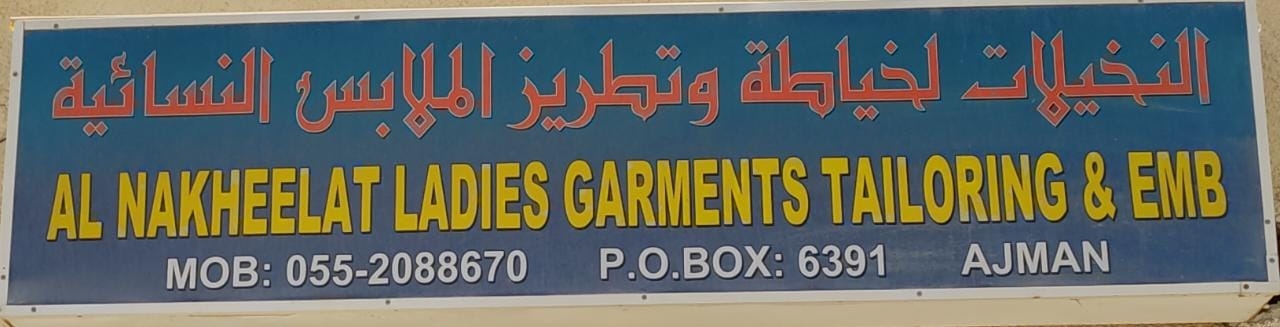 النخيلات لخياطة وتطريز الملابس النسائية
AL NAKHEELAT LADIES GARMENTS TAILORING & EMB
MOB: 055-2088670 P.O.BOX: 6391 AJMAN